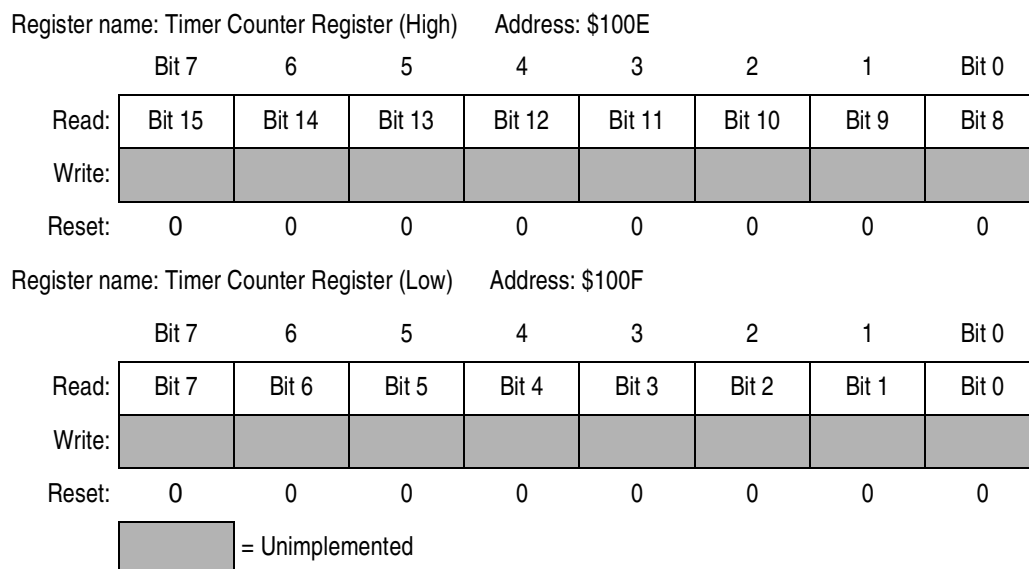 Register name: Timer Counter Register (High) Address: $100E
Bit 7 6 5 4 3 2 1 Bit 0
Read: Bit 15 Bit 14 Bit 13 Bit 12 Bit 11 Bit 10 Bit 9 Bit 8
Write:
Reset: 0 0 0 0 0 0 0 0
Register name: Timer Counter Register (Low) Address: $100F
Bit 7 6 5 4 3 2 1 Bit 0
Read: Bit 7 Bit 6 Bit 5 Bit 4 Bit 3 Bit 2 Bit 1 Bit 0
Write:
Reset: 0 0 0 0 0 0 0 0
= Unimplemented